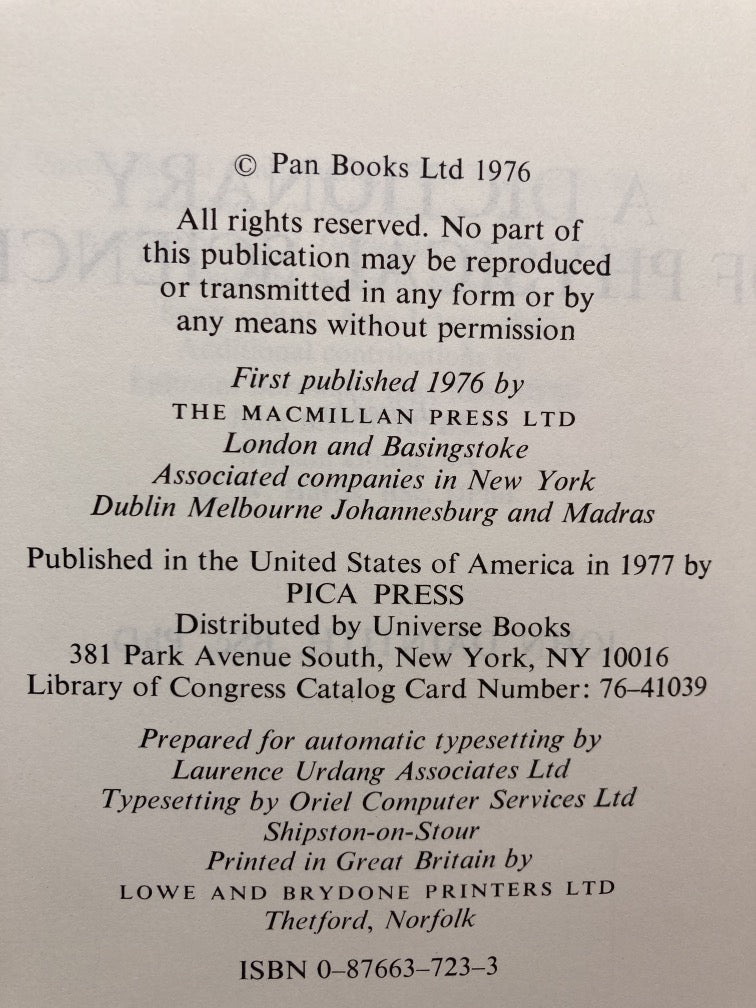 © Pan Books Ltd 1976
All rights reserved. No part of
this publication may be reproduced
or transmitted in any form or by
any means without permission
First published 1976 by
THE MACMILLAN PRESS LTD
London and Basingstoke
Associated companies in New York
Dublin Melbourne Johannesburg and Madras
Published in the United States of America in 1977 by
PICA PRESS
Distributed by Universe Books
381 Park Avenue South, New York, NY 10016
Library of Congress Catalog Card Number: 76–41039
Prepared for automatic typesetting by
Laurence Urdang Associates Ltd
Typesetting by Oriel Computer Services Ltd
Shipston-on-Stour
Printed in Great Britain by
LOWE AND BRYDONE PRINTERS LTD
Thetford, Norfolk
ISBN 0–87663–723–3